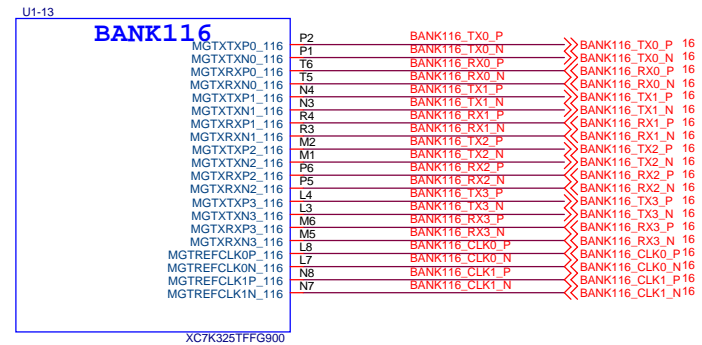 U1-13
BANK116
MGTXTXP0_116 P2 BANK116_TX0_P BANK116_TX0_P 16
MGTXTXN0_116 P1 BANK116_TX0_N BANK116_TX0_N 16
MGTXRXP0_116 T6 BANK116_RX0_P BANK116_RX0_P 16
MGTXRXN0_116 T5 BANK116_RX0_N BANK116_RX0_N 16
MGTXTXP1_116 N4 BANK116_TX1_P BANK116_TX1_P 16
MGTXTXN1_116 N3 BANK116_TX1_N BANK116_TX1_N 16
MGTXRXP1_116 R4 BANK116_RX1_P BANK116_RX1_P 16
MGTXRXN1_116 R3 BANK116_RX1_N BANK116_RX1_N 16
MGTXTXP2_116 M2 BANK116_TX2_P BANK116_TX2_P 16
MGTXTXN2_116 M1 BANK116_TX2_N BANK116_TX2_N 16
MGTXRXP2_116 P6 BANK116_RX2_P BANK116_RX2_P 16
MGTXRXN2_116 P5 BANK116_RX2_N BANK116_RX2_N 16
MGTXTXP3_116 L4 BANK116_TX3_P BANK116_TX3_P 16
MGTXTXN3_116 L3 BANK116_TX3_N BANK116_TX3_N 16
MGTXRXP3_116 M6 BANK116_RX3_P BANK116_RX3_P 16
MGTXRXN3_116 M5 BANK116_RX3_N BANK116_RX3_N 16
MGTREFCLK0P_116 L8 BANK116_CLK0_P BANK116_CLK0_P 16
MGTREFCLK0N_116 L7 BANK116_CLK0_N BANK116_CLK0_N 16
MGTREFCLK1P_116 N8 BANK116_CLK1_P BANK116_CLK1_P 16
MGTREFCLK1N_116 N7 BANK116_CLK1_N BANK116_CLK1_N 16
XC7K325TFFG900